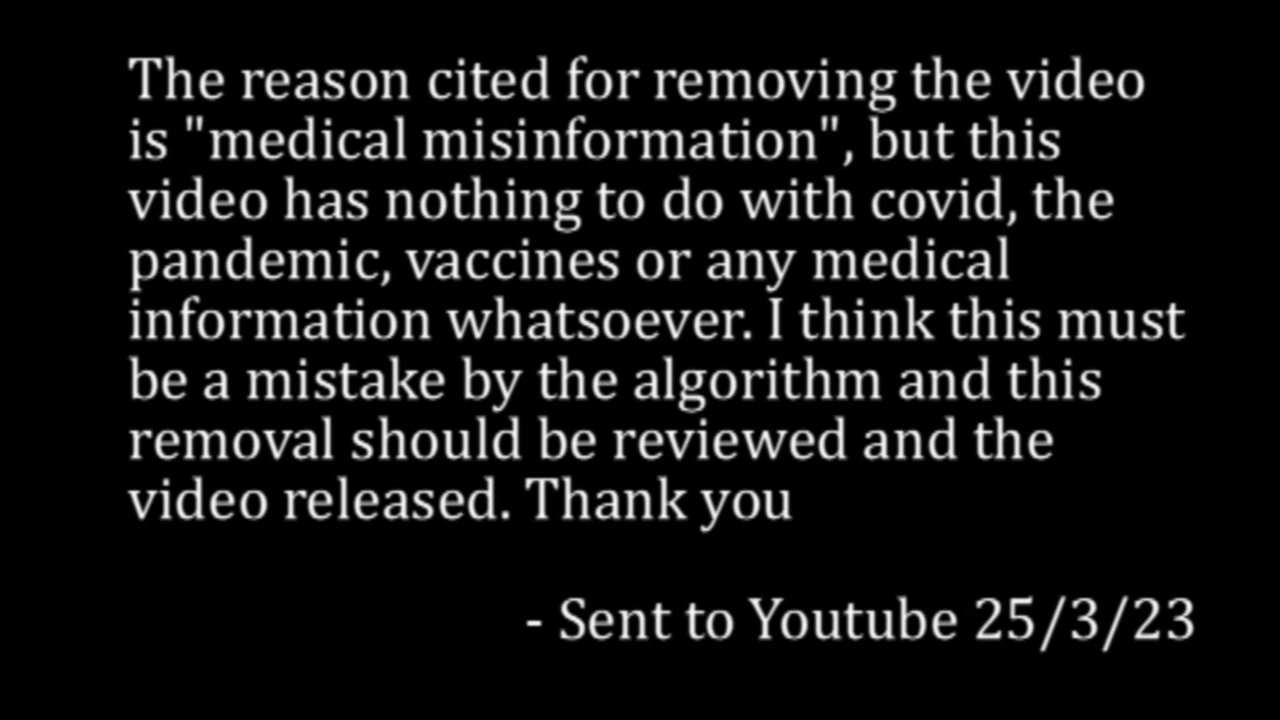 The reason cited for removing the video
is "medical misinformation", but this
video has nothing to do with covid, the
pandemic, vaccines or any medical
information whatsoever. I think this must
be a mistake by the algorithm and this
removal should be reviewed and the
video released. Thank you
- Sent to Youtube 25/3/23